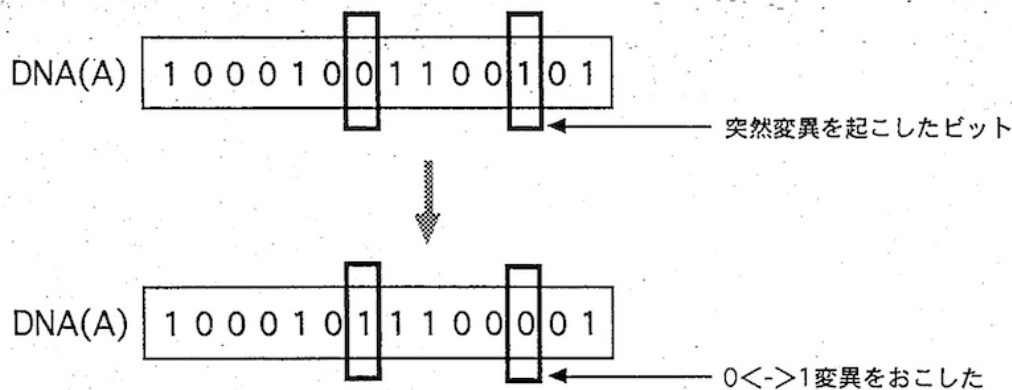 DNA(A) 1 0 0 0 1 0 0 1 1 0 0 1 0 1
突然変異を起こしたビット
DNA(A) 1 0 0 0 1 0 1 1 1 0 0 0 0 1
0<->1変異をおこした